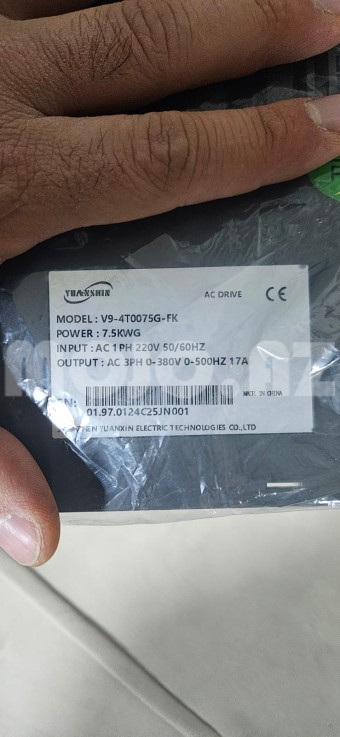 YUANSHIN
AC DRIVE CE
MODEL : V9-4T0075G-FK
POWER : 7.5KWG
INPUT : AC 1PH 220V 50/60HZ
OUTPUT : AC 3PH 0-380V 0-500HZ 17A
MADE IN CHINA
01.97.0124C25JN001
YUANXIN ELECTRIC TECHNOLOGIES CO.,LTD